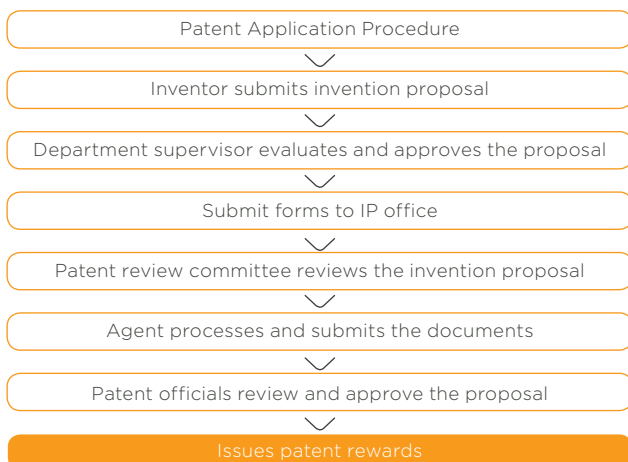 Patent Application Procedure
Inventor submits invention proposal
Department supervisor evaluates and approves the proposal
Submit forms to IP office
Patent review committee reviews the invention proposal
Agent processes and submits the documents
Patent officials review and approve the proposal
Issues patent rewards